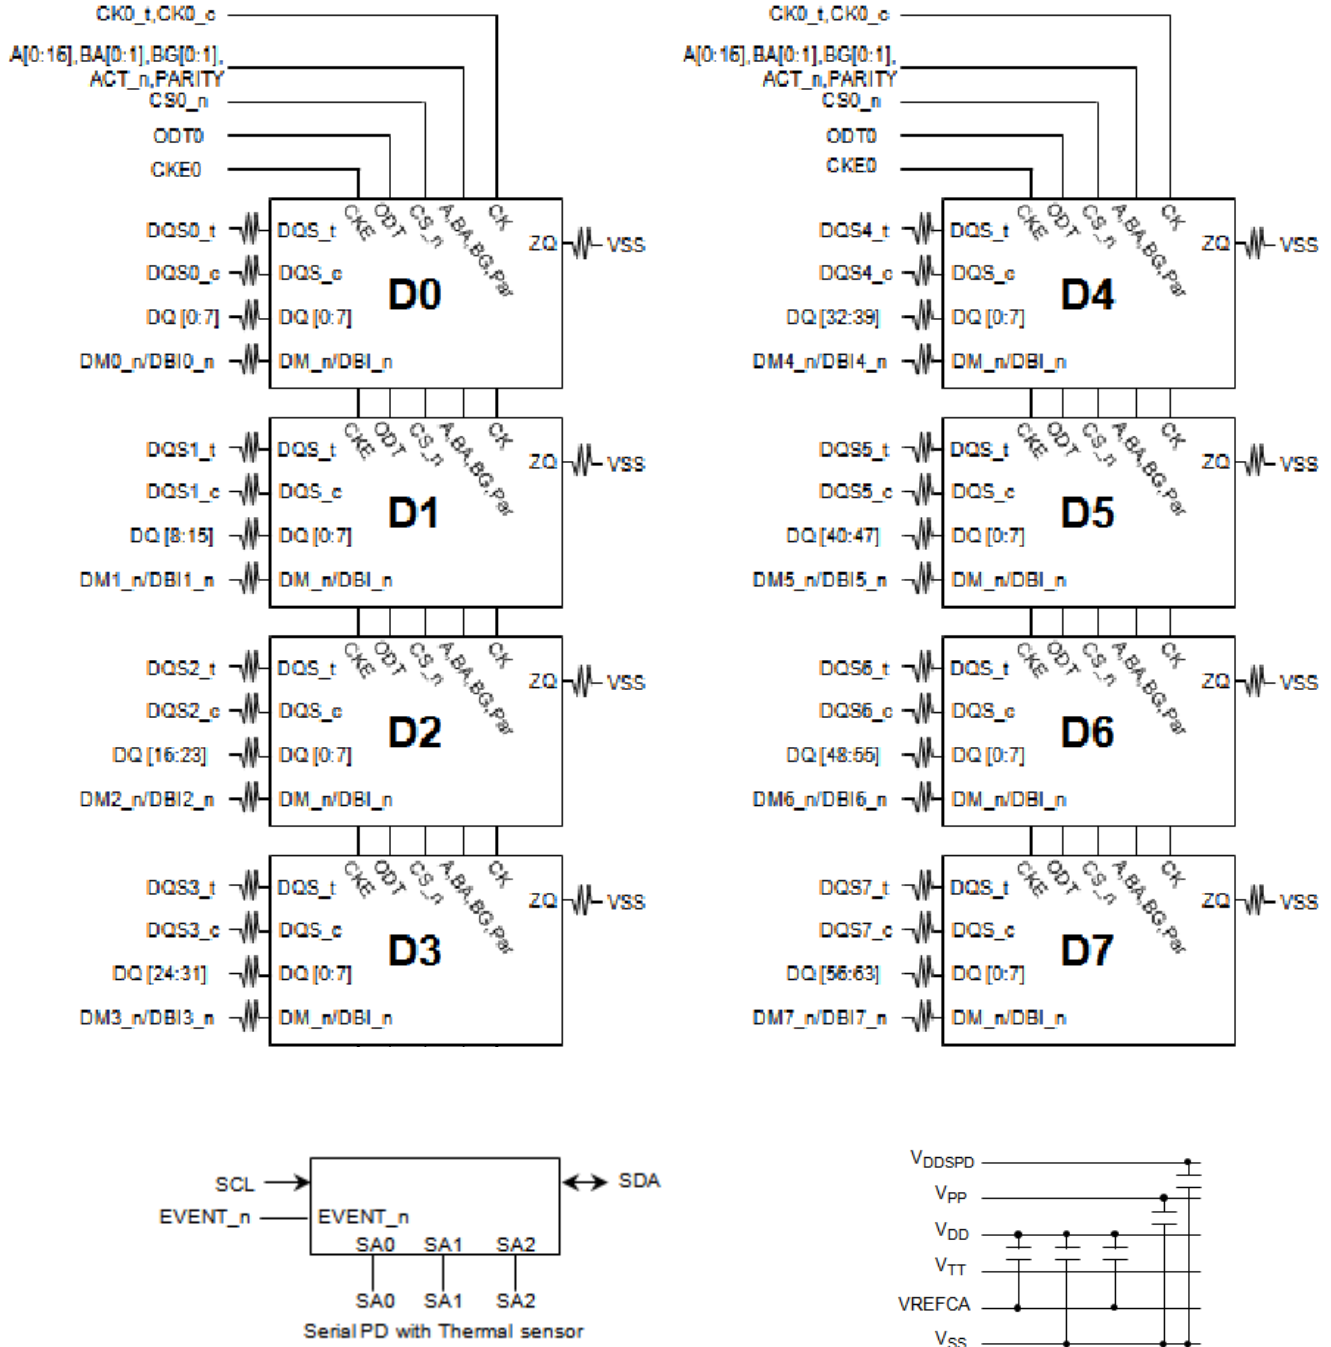 CK0_t,CK0_c
A[0:16],BA[0:1],BG[0:1],
ACT_n,PARITY
CS0_n
ODT0
CKE0
CKE ODT CS_n A,BA,BG,Par CK
DQS0_t DQS_t ZQ VSS
DQS0_c DQS_c
D0
DQ[0:7] DQ[0:7]
DM0_n/DBI0_n DM_n/DBI_n
CKE ODT CS_n A,BA,BG,Par CK
DQS1_t DQS_t ZQ VSS
DQS1_c DQS_c
D1
DQ[8:15] DQ[0:7]
DM1_n/DBI1_n DM_n/DBI_n
CKE ODT CS_n A,BA,BG,Par CK
DQS2_t DQS_t ZQ VSS
DQS2_c DQS_c
D2
DQ[16:23] DQ[0:7]
DM2_n/DBI2_n DM_n/DBI_n
CKE ODT CS_n A,BA,BG,Par CK
DQS3_t DQS_t ZQ VSS
DQS3_c DQS_c
D3
DQ[24:31] DQ[0:7]
DM3_n/DBI3_n DM_n/DBI_n
CK0_t,CK0_c
A[0:16],BA[0:1],BG[0:1],
ACT_n,PARITY
CS0_n
ODT0
CKE0
CKE ODT CS_n A,BA,BG,Par CK
DQS4_t DQS_t ZQ VSS
DQS4_c DQS_c
D4
DQ[32:39] DQ[0:7]
DM4_n/DBI4_n DM_n/DBI_n
CKE ODT CS_n A,BA,BG,Par CK
DQS5_t DQS_t ZQ VSS
DQS5_c DQS_c
D5
DQ[40:47] DQ[0:7]
DM5_n/DBI5_n DM_n/DBI_n
CKE ODT CS_n A,BA,BG,Par CK
DQS6_t DQS_t ZQ VSS
DQS6_c DQS_c
D6
DQ[48:55] DQ[0:7]
DM6_n/DBI6_n DM_n/DBI_n
CKE ODT CS_n A,BA,BG,Par CK
DQS7_t DQS_t ZQ VSS
DQS7_c DQS_c
D7
DQ[56:63] DQ[0:7]
DM7_n/DBI7_n DM_n/DBI_n
SCL SDA
EVENT_n EVENT_n
SA0 SA1 SA2
SA0 SA1 SA2
Serial PD with Thermal sensor
VDDSPD
VPP
VDD
VTT
VREFCA
VSS